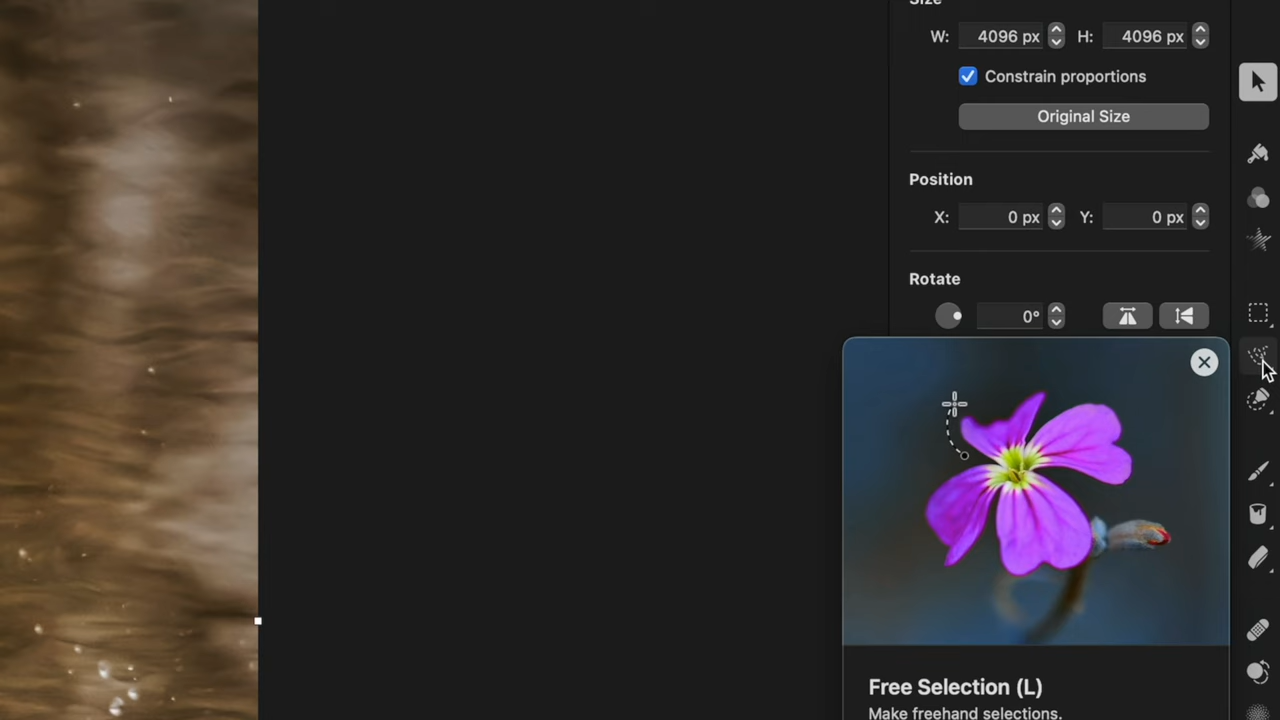 Size
W: 4096 px H: 4096 px
Constrain proportions
Original Size
Position
X: 0 px Y: 0 px
Rotate
0°
Free Selection (L)
Make freehand selections.